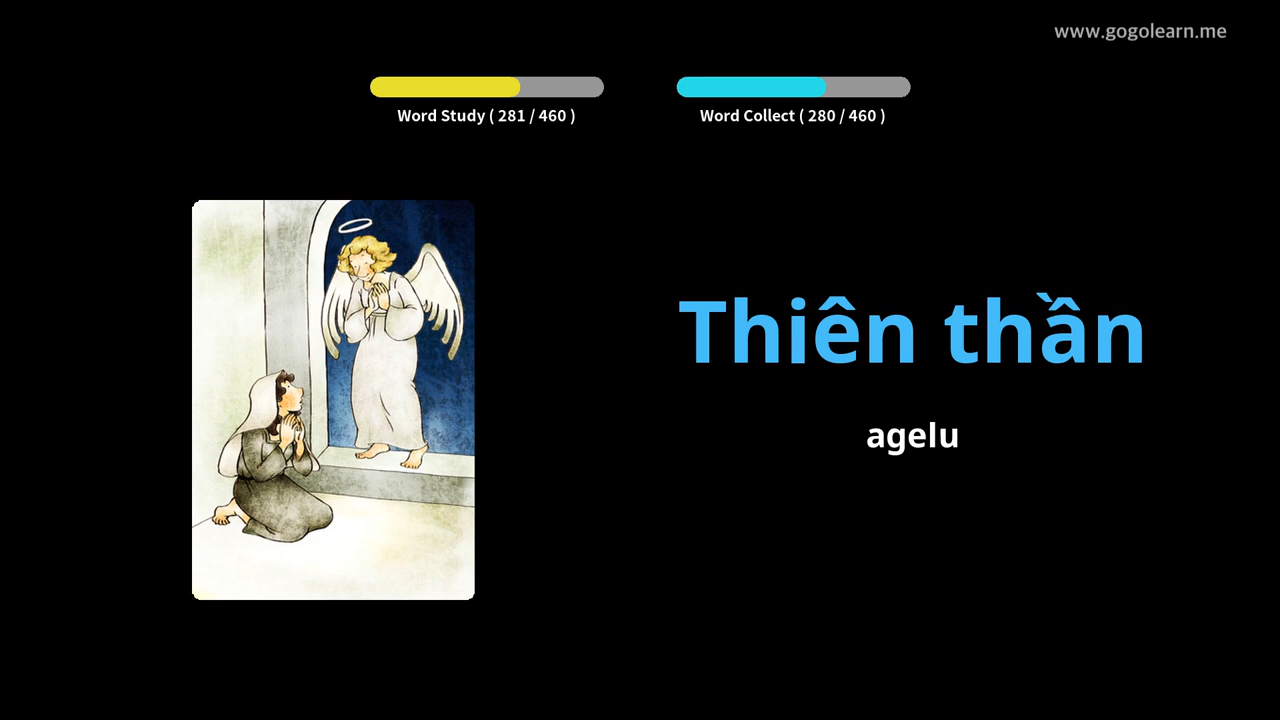 www.gogolearn.me
Word Study ( 281 / 460 )
Word Collect ( 280 / 460 )
Thiên thần
agelu